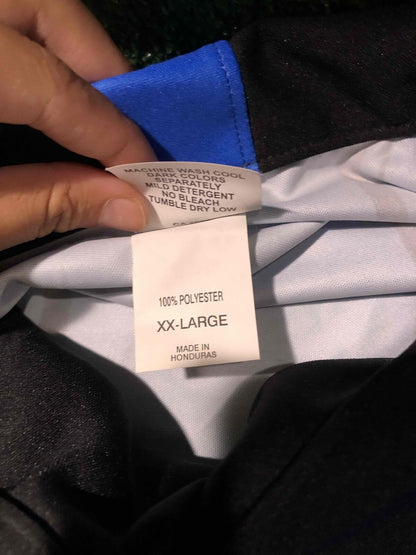 MACHINE WASH COOL
DARK COLORS
SEPARATELY
MILD DETERGENT
NO BLEACH
TUMBLE DRY LOW
100% POLYESTER
XX-LARGE
MADE IN
HONDURAS